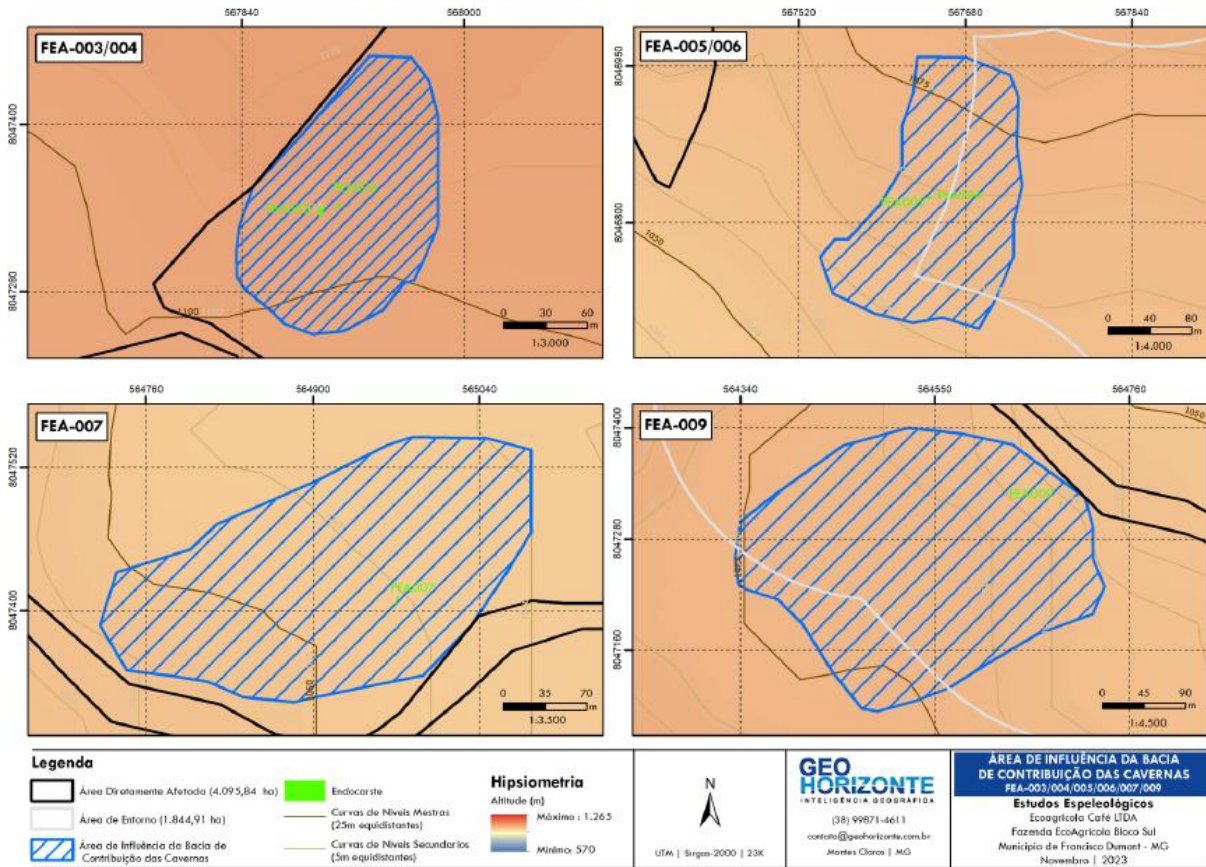 567840
568000
567520
567680
567840
FEA-003/004
FEA-005/006
8047400
8047280
8046950
8046800
1075
1050
1100
FEA004
0 30 60
m
1:3.000
0 40 80
m
1:4.000
564760
564900
565040
564340
564550
564760
FEA-007
FEA-009
8047520
8047400
8047400
8047280
8047160
1050
FEA009
FEA007
1075
0 35 70
m
1:3.500
0 45 90
m
1:4.500
Legenda
Área Diretamente Afetada (4.095,84 ha)
Área de Entorno (1.844,91 ha)
Área de Influência da Bacia de
Contribuição das Cavernas
Endocarste
Curvas de Níveis Mestras
(25m equidistantes)
Curvas de Níveis Secundários
(5m equidistantes)
Hipsiometria
Altitude (m)
Máximo : 1.265
Mínimo: 570
N
UTM | Sirgas-2000 | 23K
GEO
HORIZONTE
INTELIGÊNCIA GEOGRÁFICA
(38) 99871-4611
contato@geohorizonte.com.br
Montes Claros | MG
ÁREA DE INFLUÊNCIA DA BACIA
DE CONTRIBUIÇÃO DAS CAVERNAS
FEA-003/004/005/006/007/009
Estudos Espeleológicos
Ecoagrícola Café LTDA
Fazenda EcoAgrícola Bloco Sul
Município de Francisco Dumont - MG
Novembro | 2023